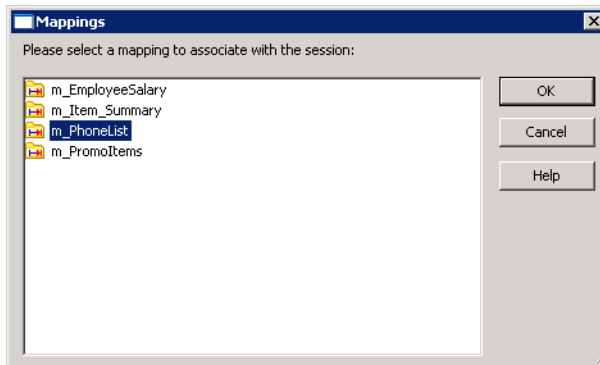 Mappings
Please select a mapping to associate with the session:
m_EmployeeSalary
m_Item_Summary
m_PhoneList
m_PromoItems
OK
Cancel
Help